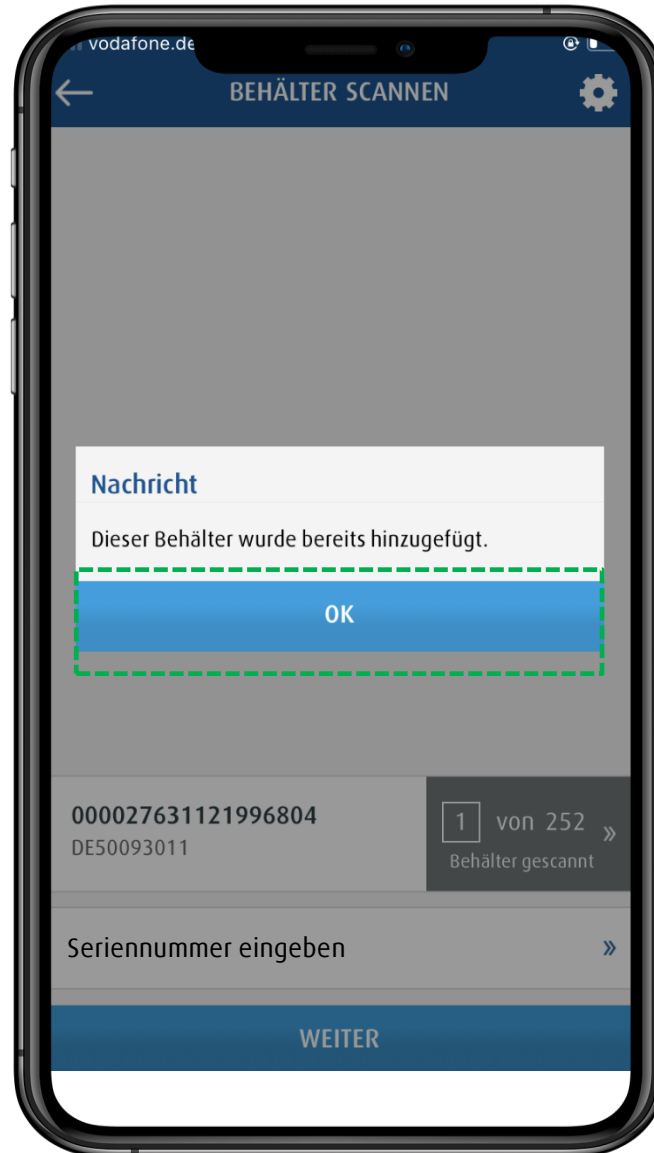 vodafone.de
BEHÄLTER SCANNEN
Nachricht
Dieser Behälter wurde bereits hinzugefügt.
OK
000027631121996804
DE50093011
1 von 252 »
Behälter gescannt
Seriennummer eingeben »
WEITER